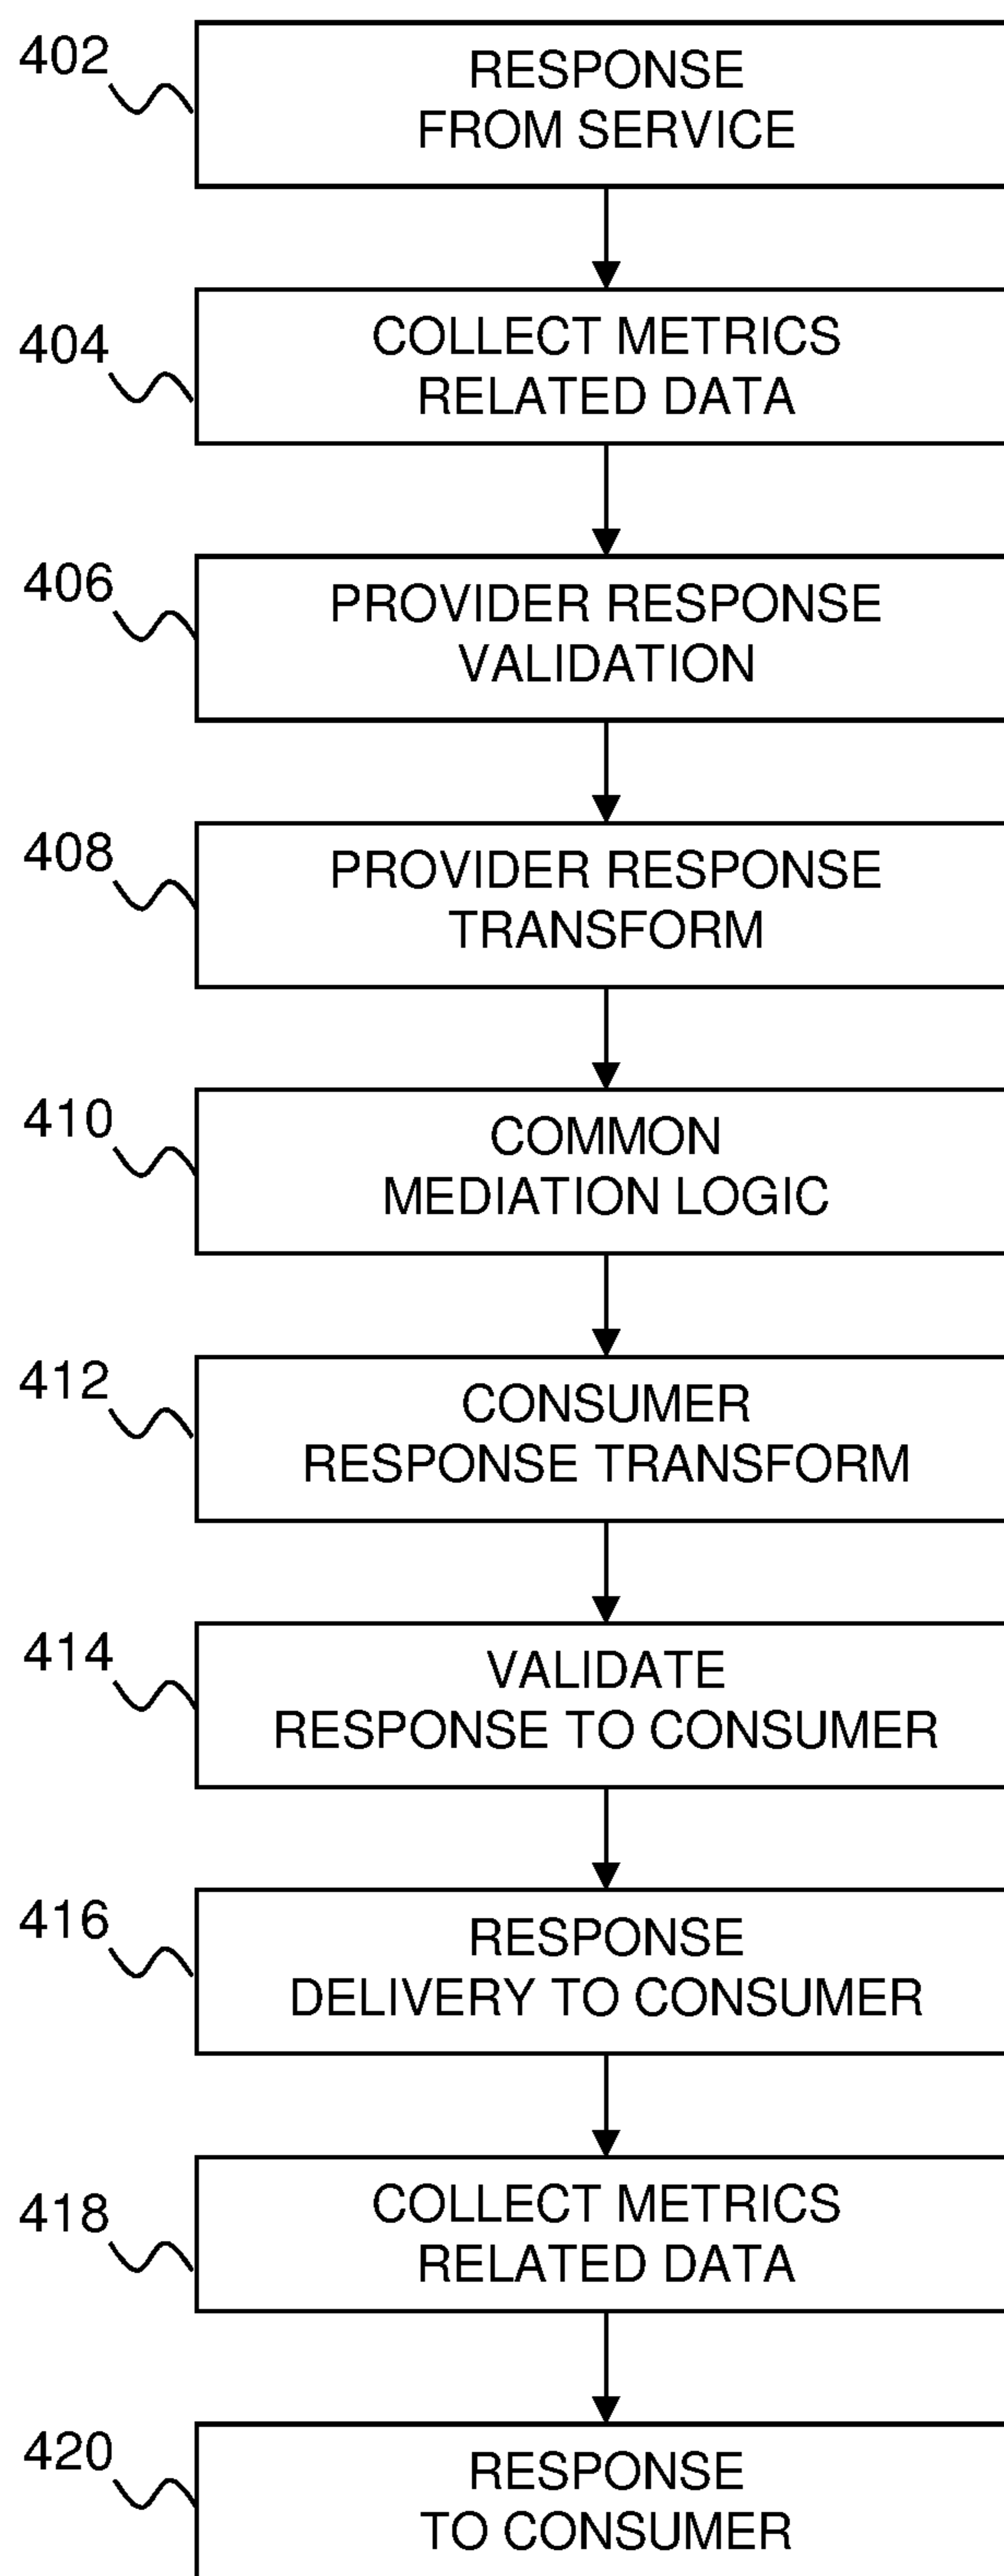 402
RESPONSE
FROM SERVICE
404
COLLECT METRICS
RELATED DATA
406
PROVIDER RESPONSE
VALIDATION
408
PROVIDER RESPONSE
TRANSFORM
410
COMMON
MEDIATION LOGIC
412
CONSUMER
RESPONSE TRANSFORM
414
VALIDATE
RESPONSE TO CONSUMER
416
RESPONSE
DELIVERY TO CONSUMER
418
COLLECT METRICS
RELATED DATA
420
RESPONSE
TO CONSUMER